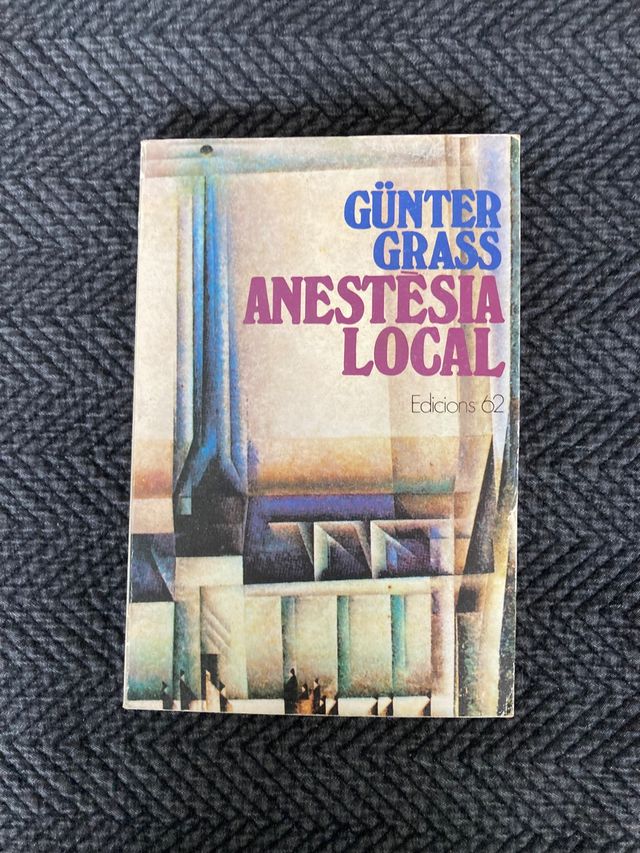 GÜNTER
GRASS
ANESTÈSIA
LOCAL
Edicions 62